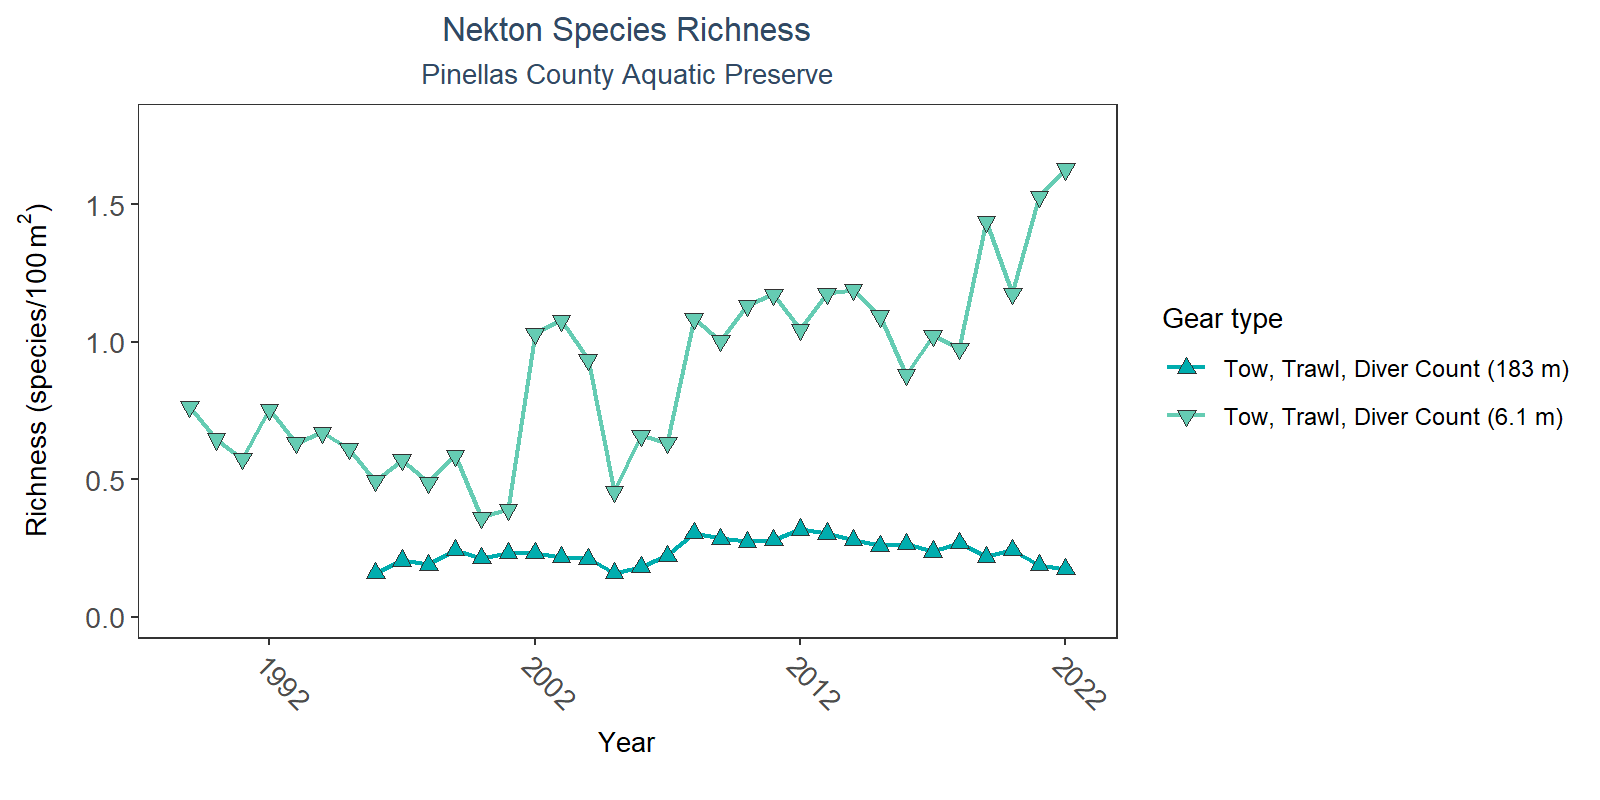 Nekton Species Richness
Pinellas County Aquatic Preserve
Richness (species/100 m²)
1.5
1.0
0.5
0.0
1992
2002
2012
2022
Year
Gear type
Tow, Trawl, Diver Count (183 m)
Tow, Trawl, Diver Count (6.1 m)